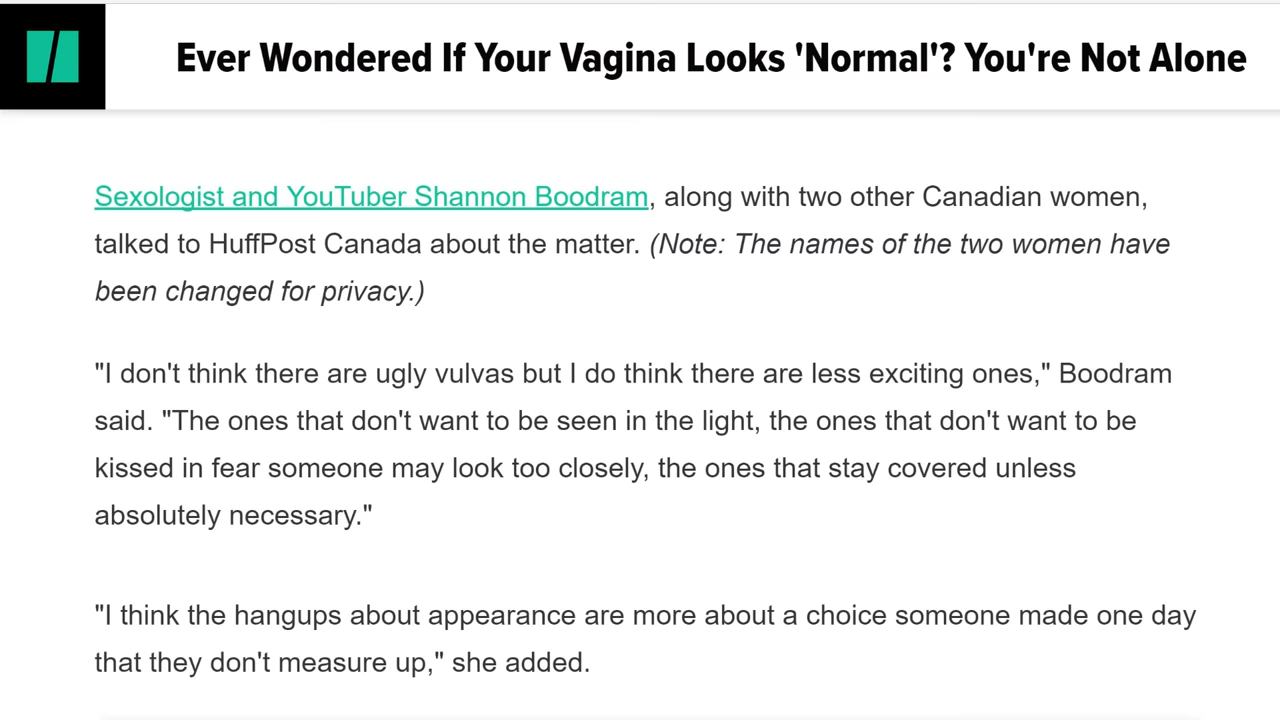 Ever Wondered If Your Vagina Looks 'Normal'? You're Not Alone
Sexologist and YouTuber Shannon Boodram, along with two other Canadian women,
talked to HuffPost Canada about the matter. (Note: The names of the two women have
been changed for privacy.)
"I don't think there are ugly vulvas but I do think there are less exciting ones," Boodram
said. "The ones that don't want to be seen in the light, the ones that don't want to be
kissed in fear someone may look too closely, the ones that stay covered unless
absolutely necessary."
"I think the hangups about appearance are more about a choice someone made one day
that they don't measure up," she added.